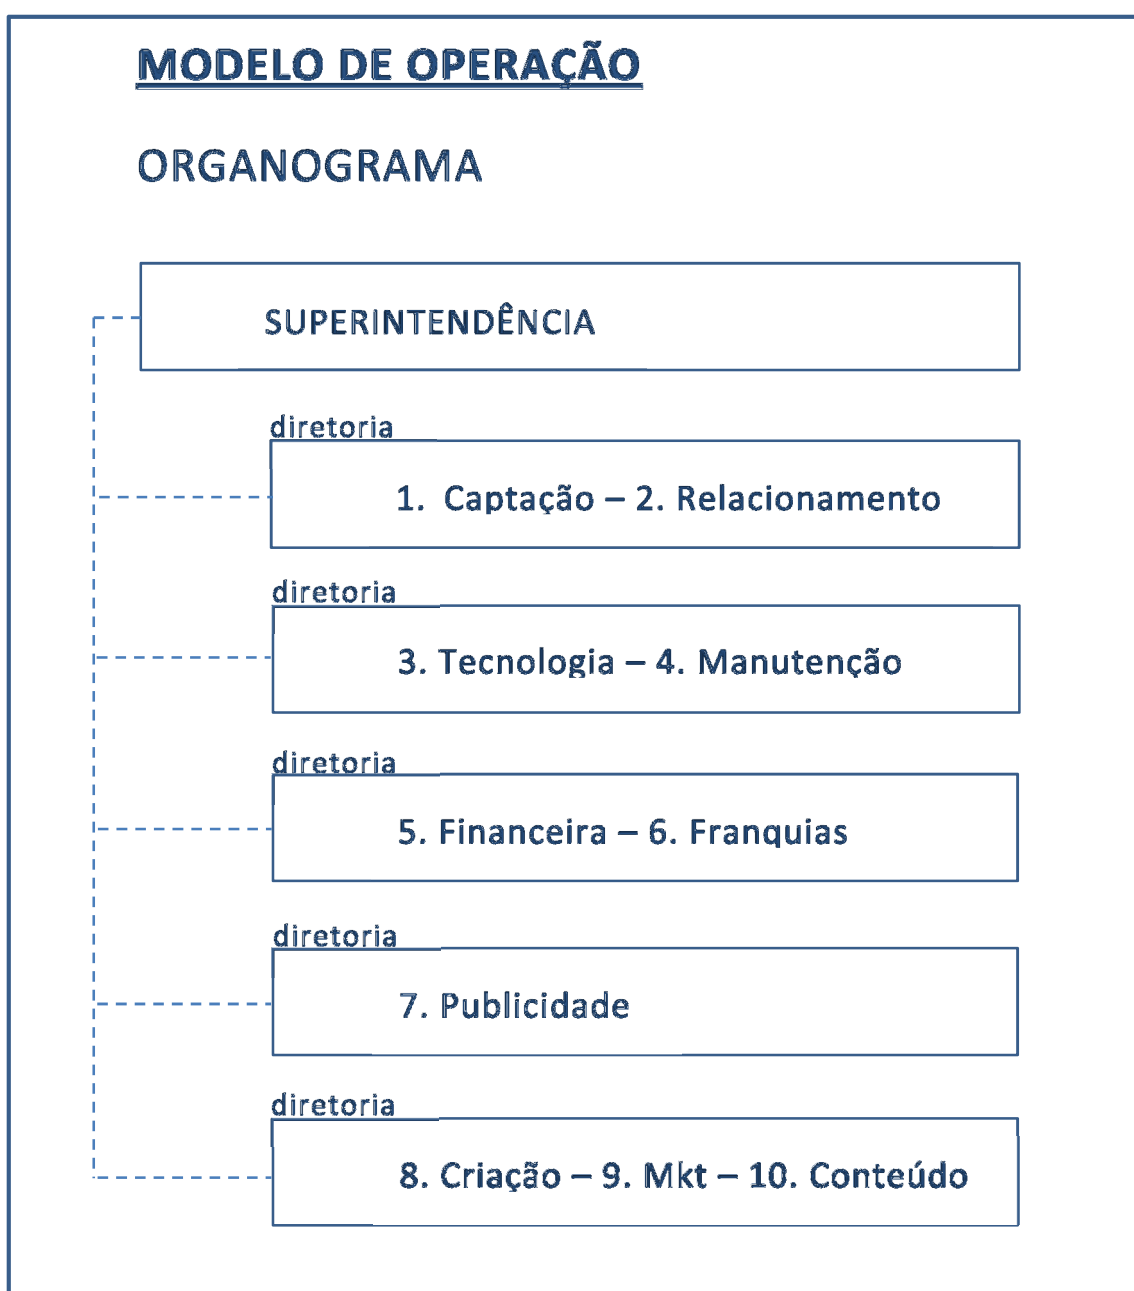 MODELO DE OPERAÇÃO
ORGANOGRAMA
SUPERINTENDÊNCIA
diretoria
1. Captação – 2. Relacionamento
diretoria
3. Tecnologia – 4. Manutenção
diretoria
5. Financeira – 6. Franquias
diretoria
7. Publicidade
diretoria
8. Criação – 9. Mkt – 10. Conteúdo